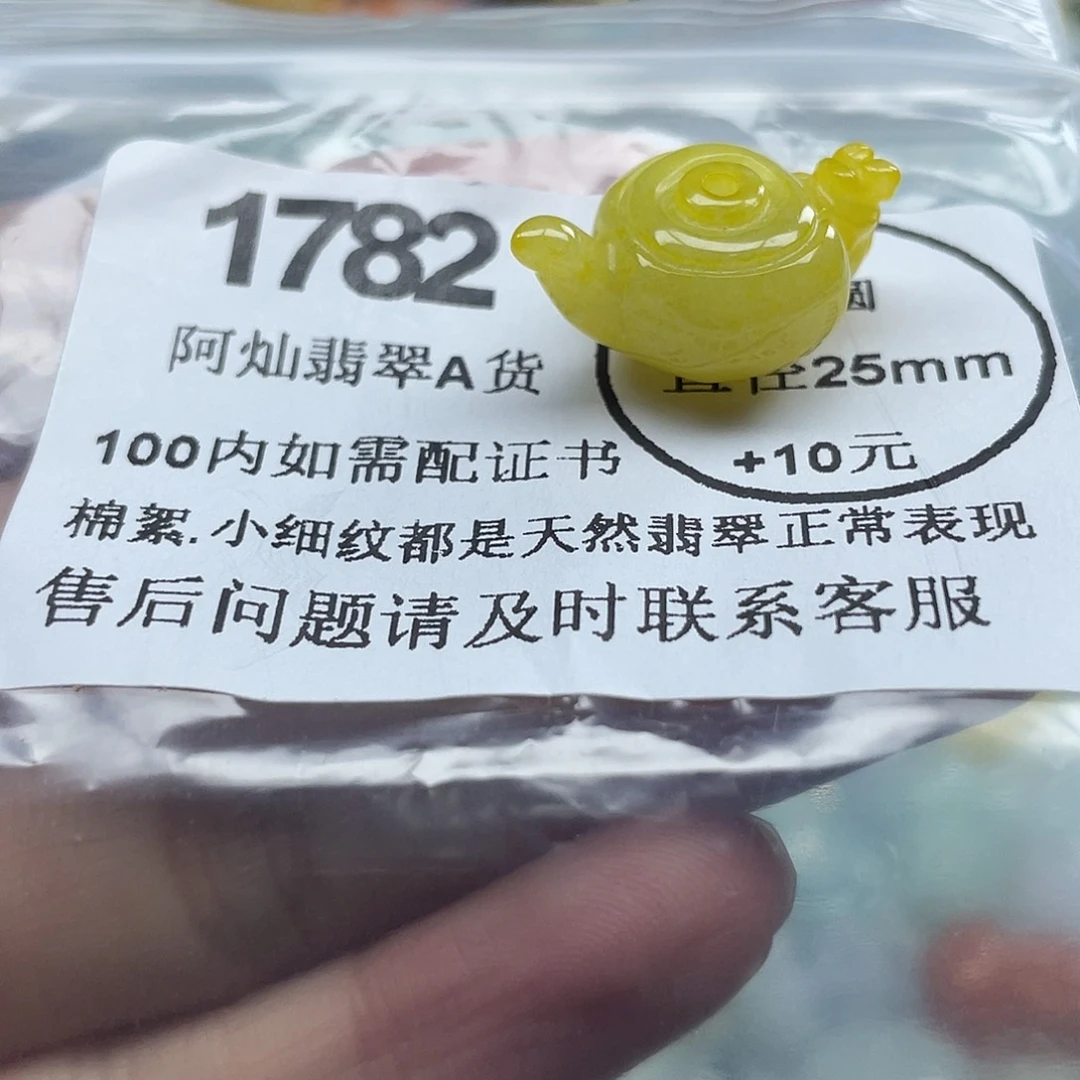 1782
阿灿翡翠A货
圆
直径25mm
100内如需配证书
+10元
棉絮.小细纹都是天然翡翠正常表现
售后问题请及时联系客服